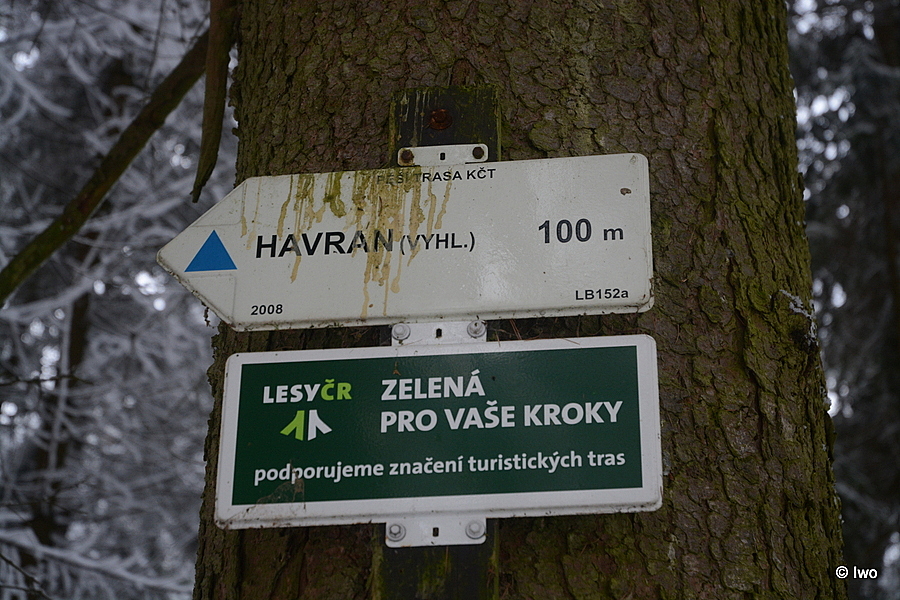 PĚŠÍ TRASA KČT
HAVRAN (VYHL.) 100 m
2008 LB152a
LESYČR
ZELENÁ
PRO VAŠE KROKY
podporujeme značení turistických tras
© Iwo